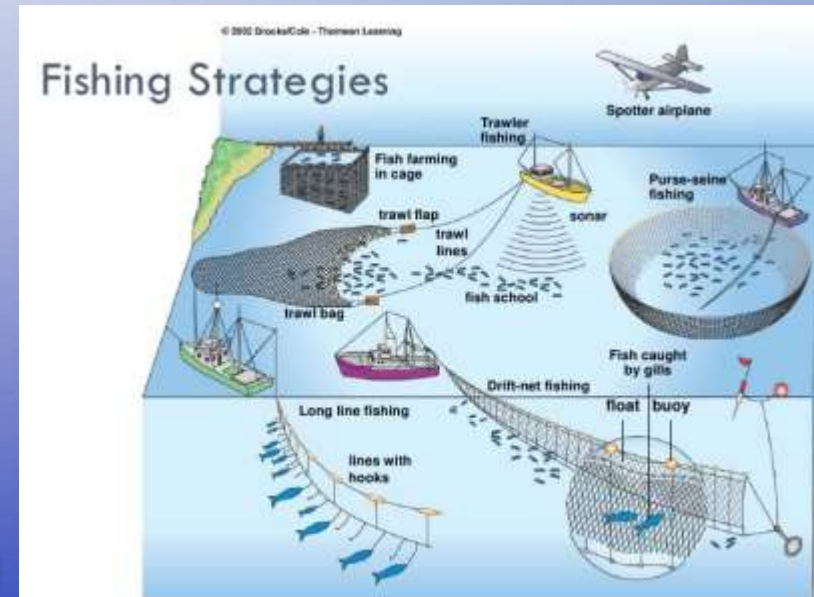 © 2002 Brooks/Cole - Thomson Learning
Fishing Strategies
Spotter airplane
Trawler
fishing
Fish farming
in cage
Purse-seine
fishing
trawl flap
sonar
trawl
lines
fish school
trawl bag
Fish caught
by gills
Drift-net fishing
float buoy
Long line fishing
lines with
hooks